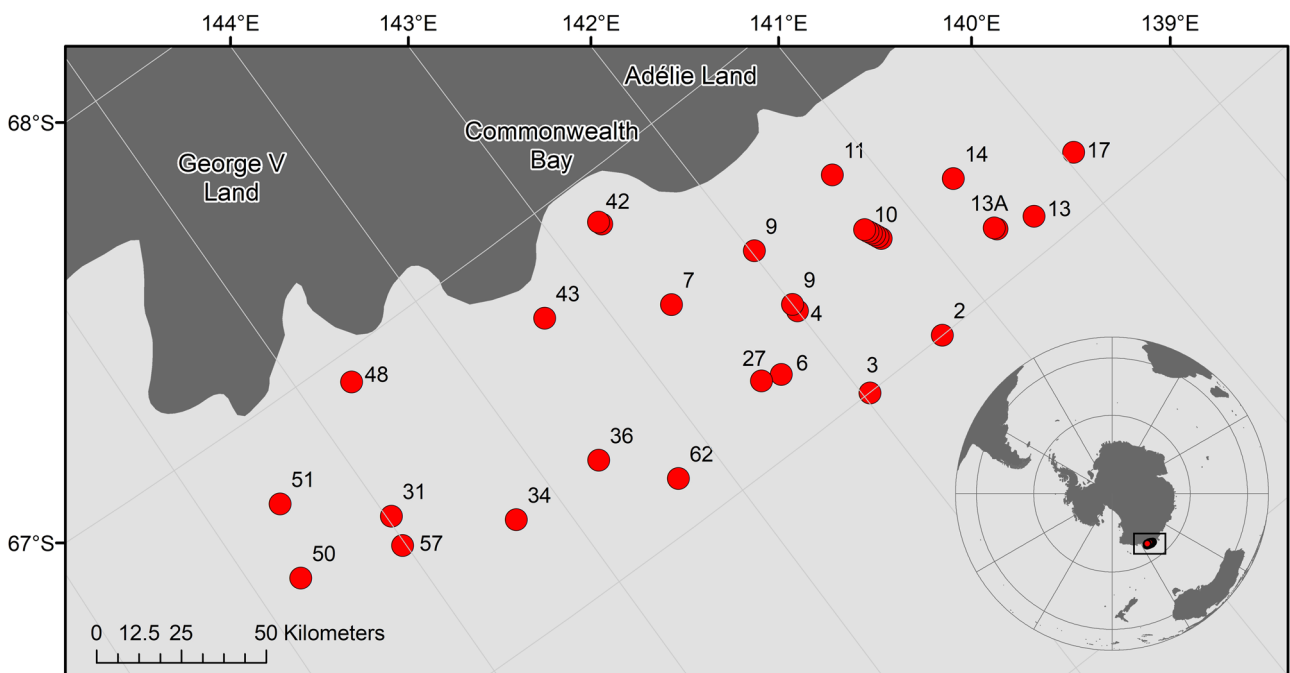 144°E 143°E 142°E 141°E 140°E 139°E
Adélie Land
68°S
Commonwealth
Bay
George V
Land
11
14
17
42
9
10
13A
13
43
7
9
4
2
48
27
6
3
36
62
51
31
34
57
67°S
50
0 12.5 25 50 Kilometers